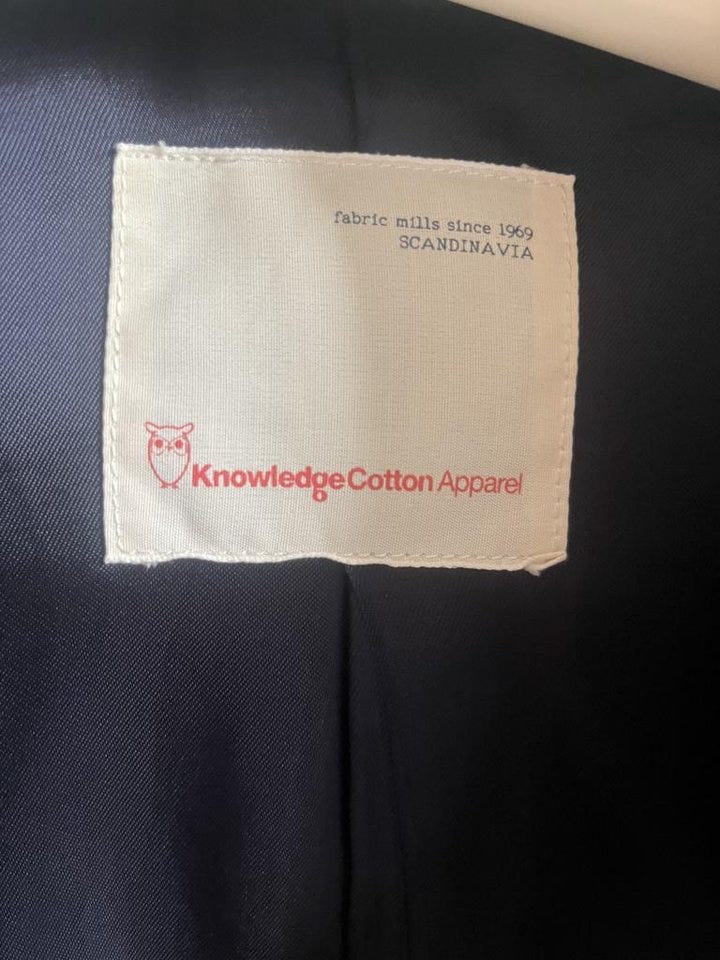 fabric mills since 1969
SCANDINAVIA
KnowledgeCotton Apparel